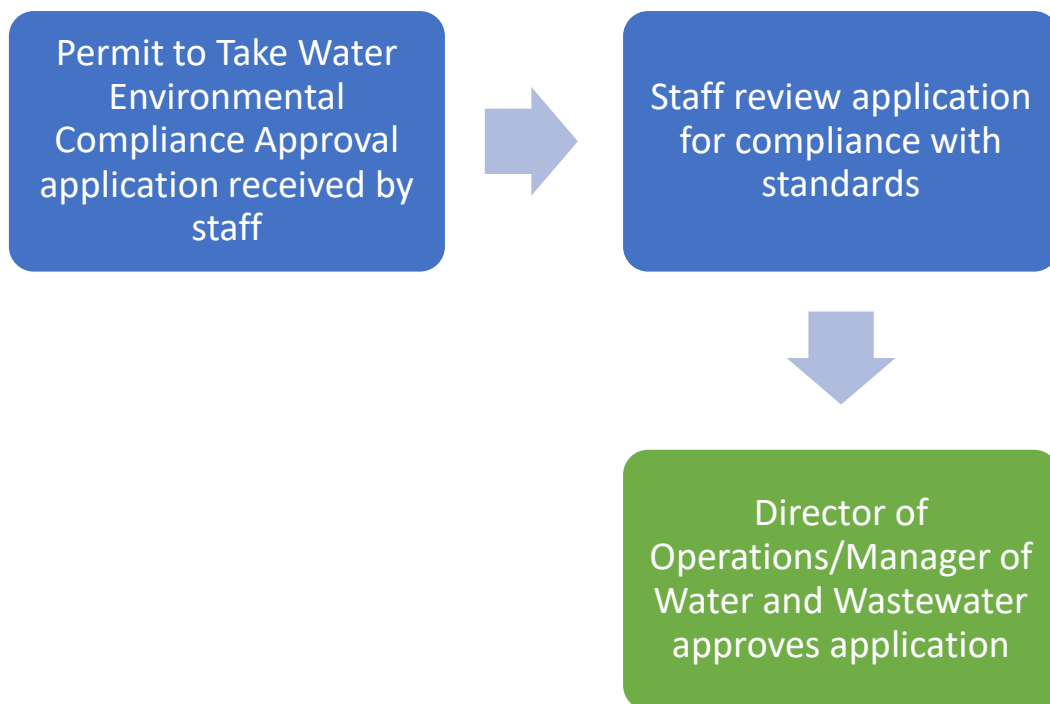 Permit to Take Water
Environmental
Compliance Approval
application received by
staff
Staff review application
for compliance with
standards
Director of
Operations/Manager of
Water and Wastewater
approves application